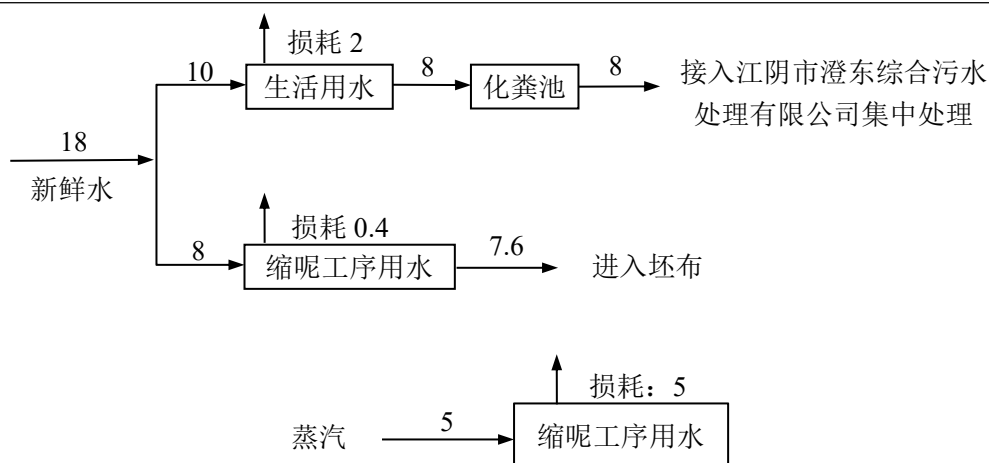 损耗 2
10
生活用水
8
化粪池
8
接入江阴市澄东综合污水
处理有限公司集中处理
18
新鲜水
损耗 0.4
8
缩呢工序用水
7.6
进入坯布
损耗：5
蒸汽
5
缩呢工序用水